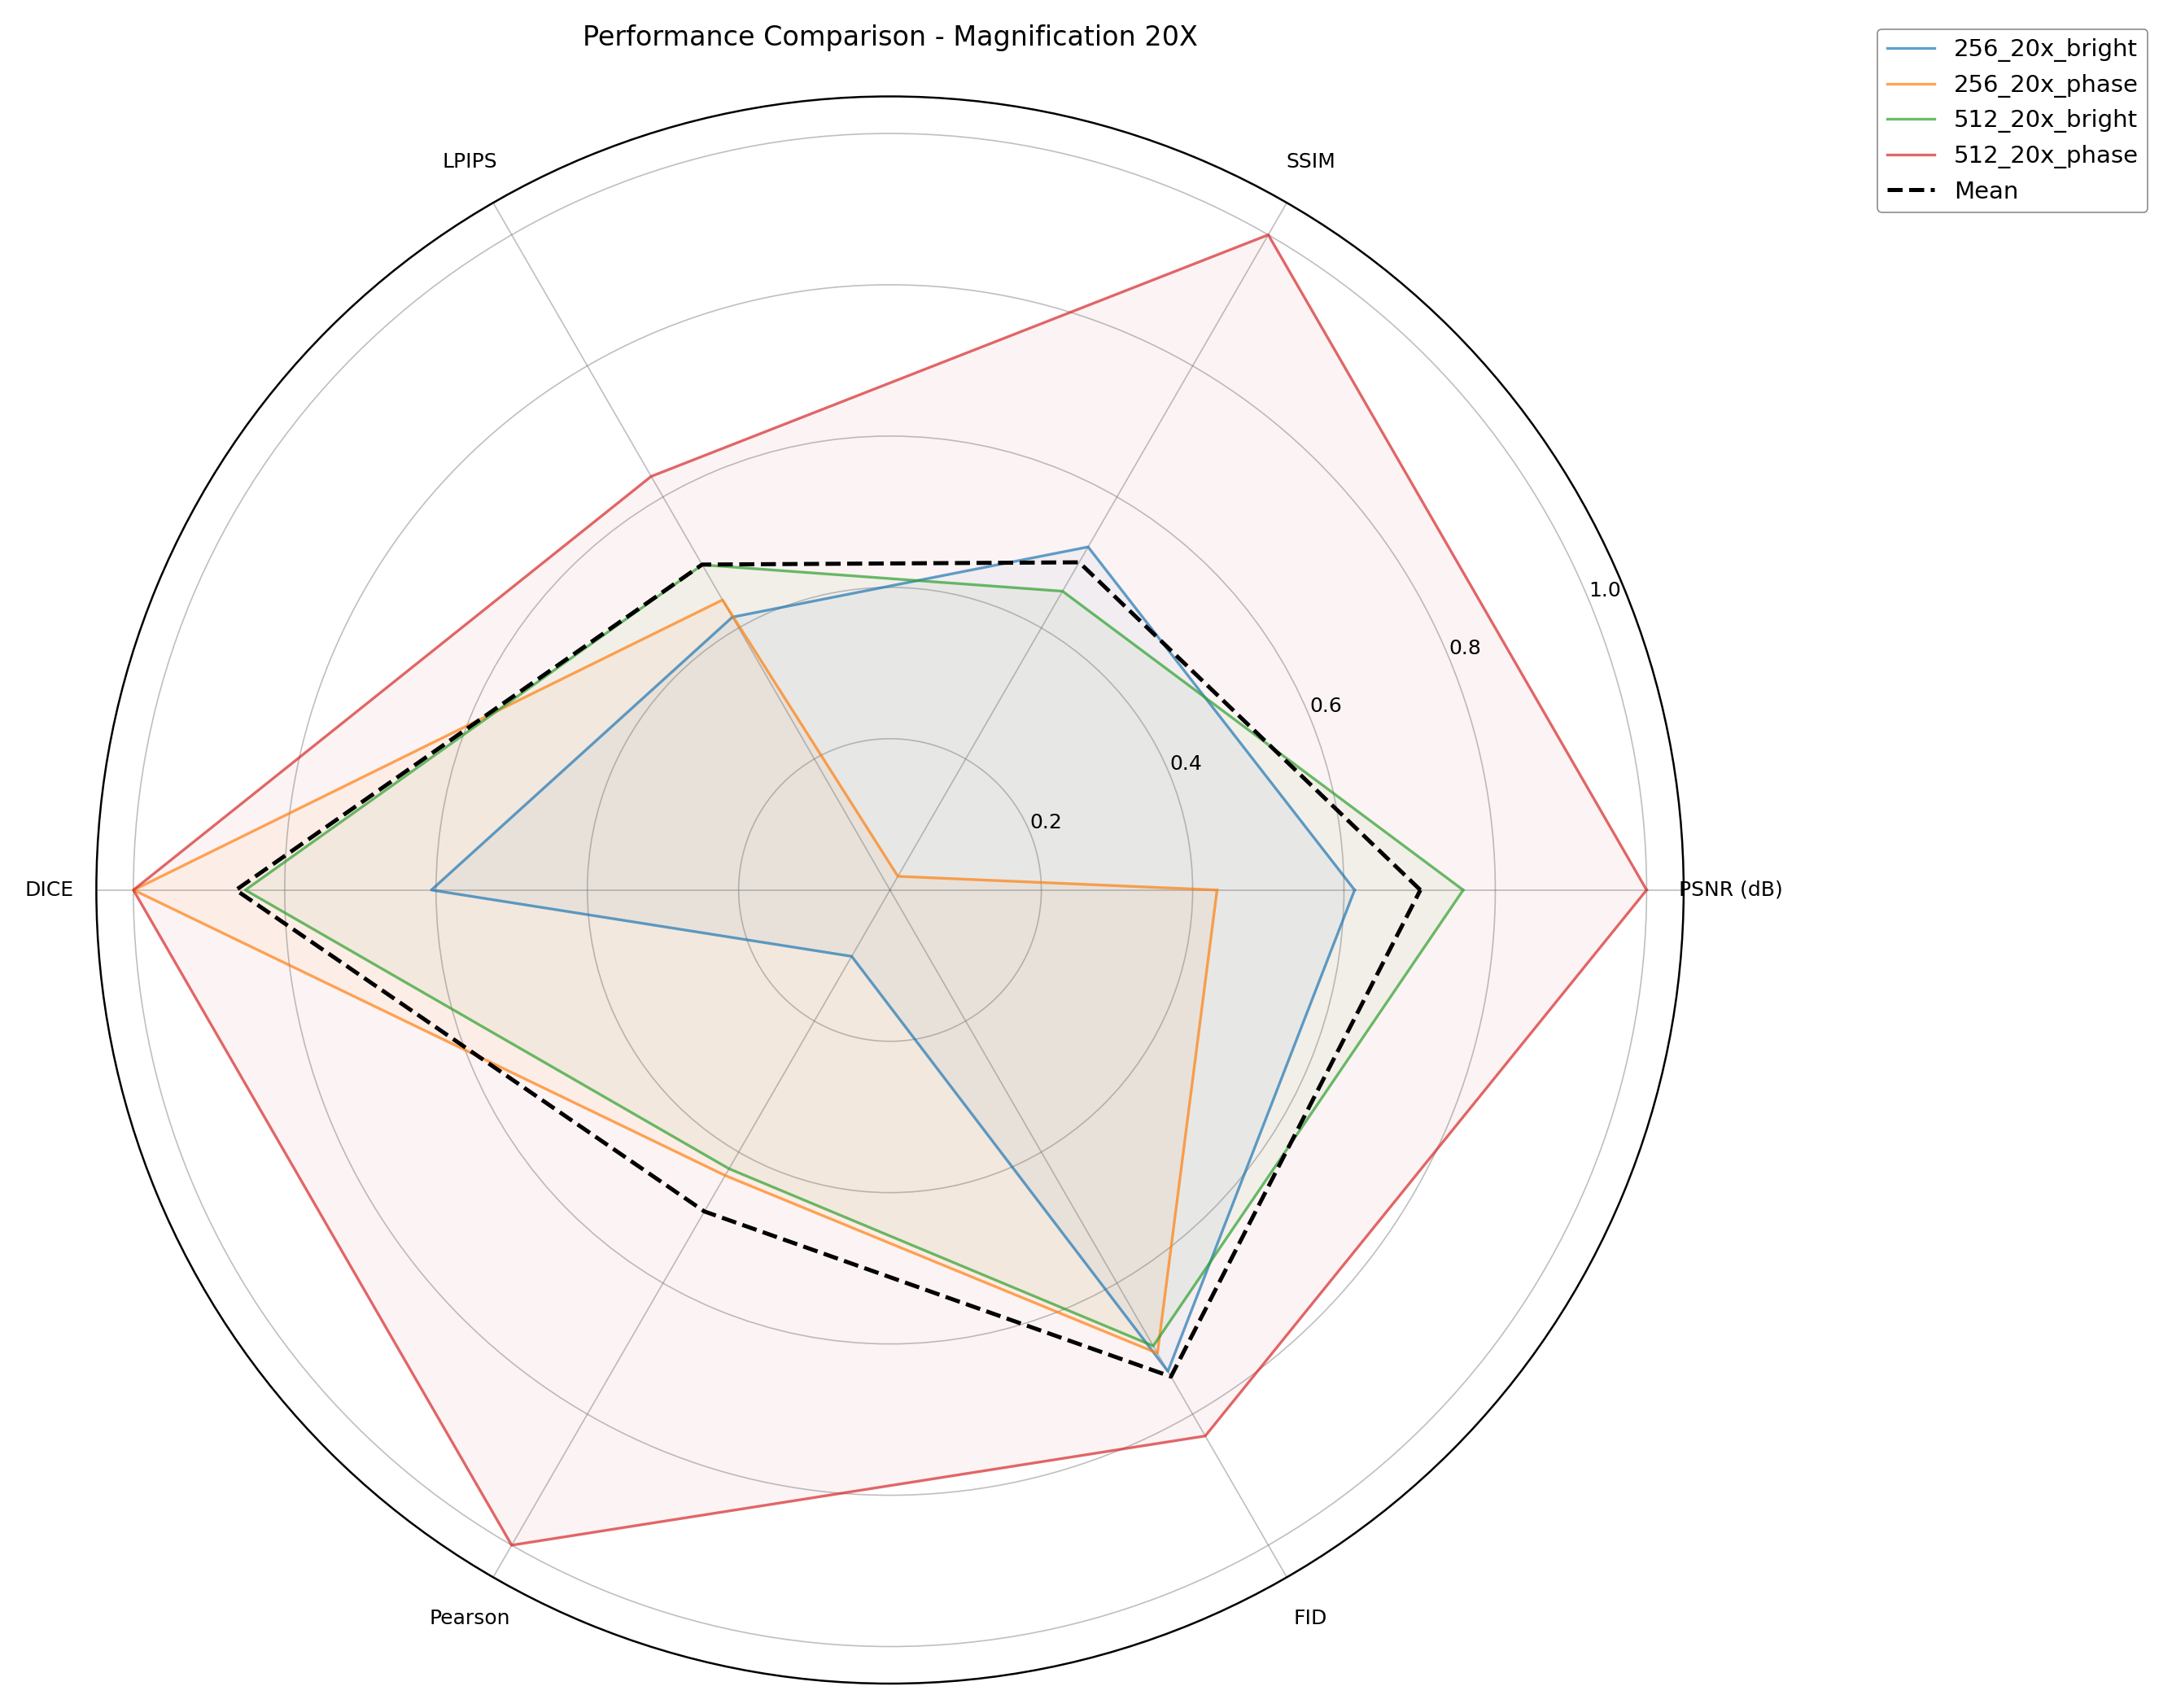 Performance Comparison - Magnification 20X
256_20x_bright
256_20x_phase
512_20x_bright
512_20x_phase
Mean
LPIPS
SSIM
1.0
0.8
0.6
0.4
0.2
DICE
PSNR (dB)
Pearson
FID